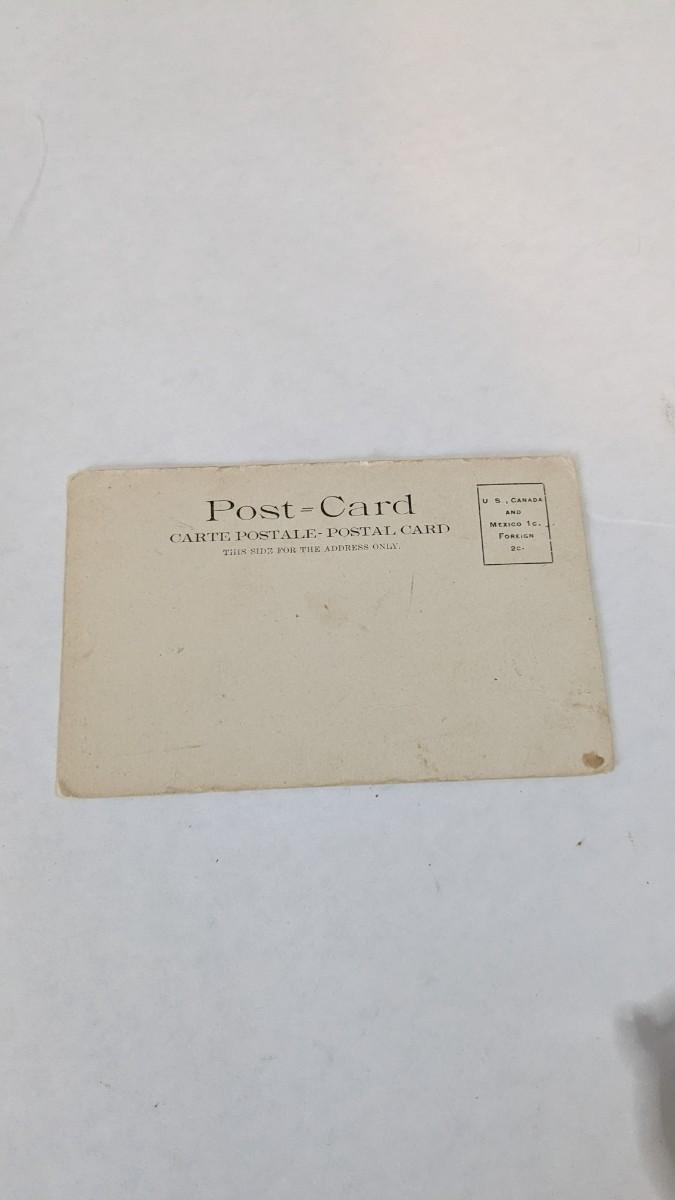 Post=Card
CARTE POSTALE-POSTAL CARD
THIS SIDE FOR THE ADDRESS ONLY.
U S , CANADA
AND
MEXICO 1C.
FOREIGN
2C.